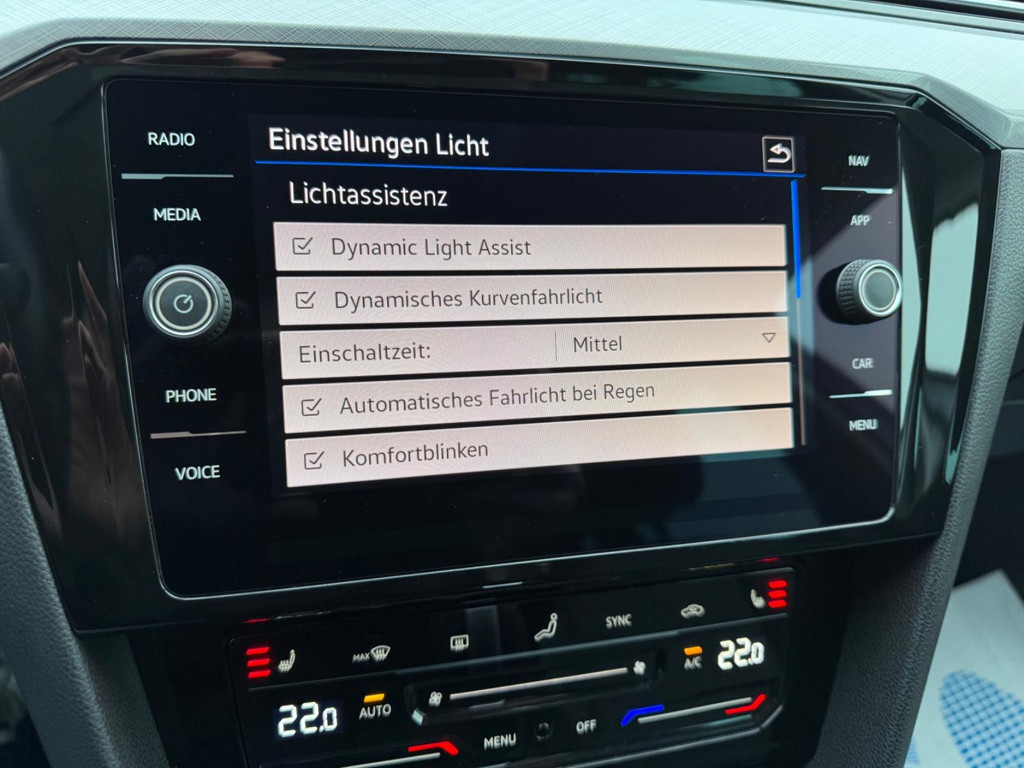 RADIO
MEDIA
PHONE
VOICE
Einstellungen Licht
Lichtassistenz
Dynamic Light Assist
Dynamisches Kurvenfahrlicht
Einschaltzeit: Mittel
Automatisches Fahrlicht bei Regen
Komfortblinken
NAV
APP
CAR
MENU
MAX
SYNC
22.0
AUTO
A/C
22.0
MENU
OFF